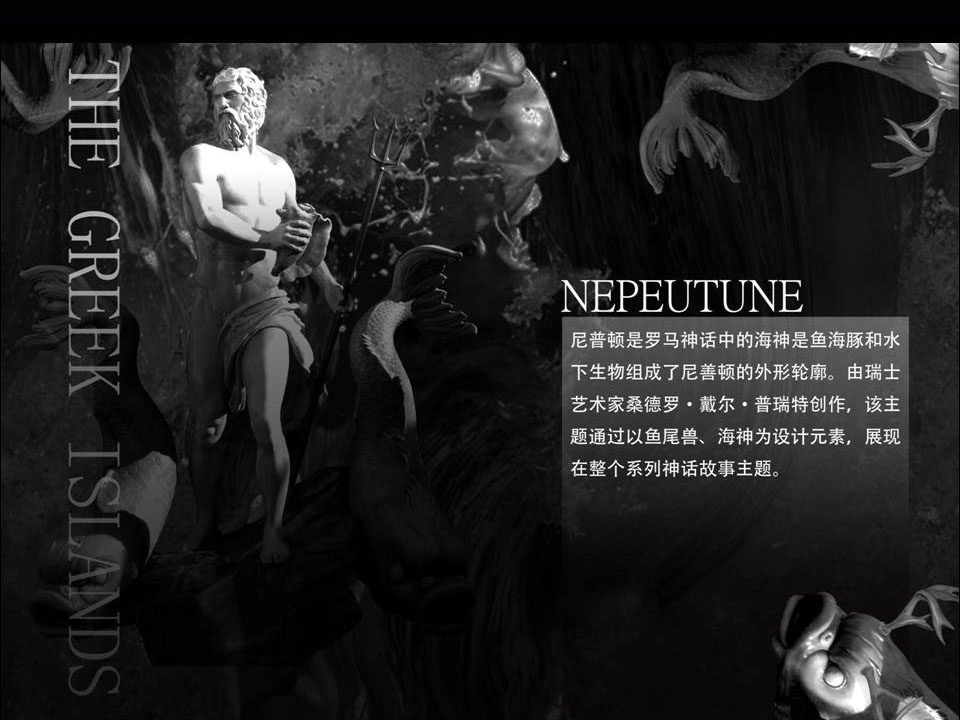 THE GREEK ISLANDS
NEPEUTUNE
尼普顿是罗马神话中的海神是鱼海豚和水
下生物组成了尼善顿的外形轮廓。由瑞士
艺术家桑德罗·戴尔·普瑞特创作，该主
题通过以鱼尾兽、海神为设计元素，展现
在整个系列神话故事主题。